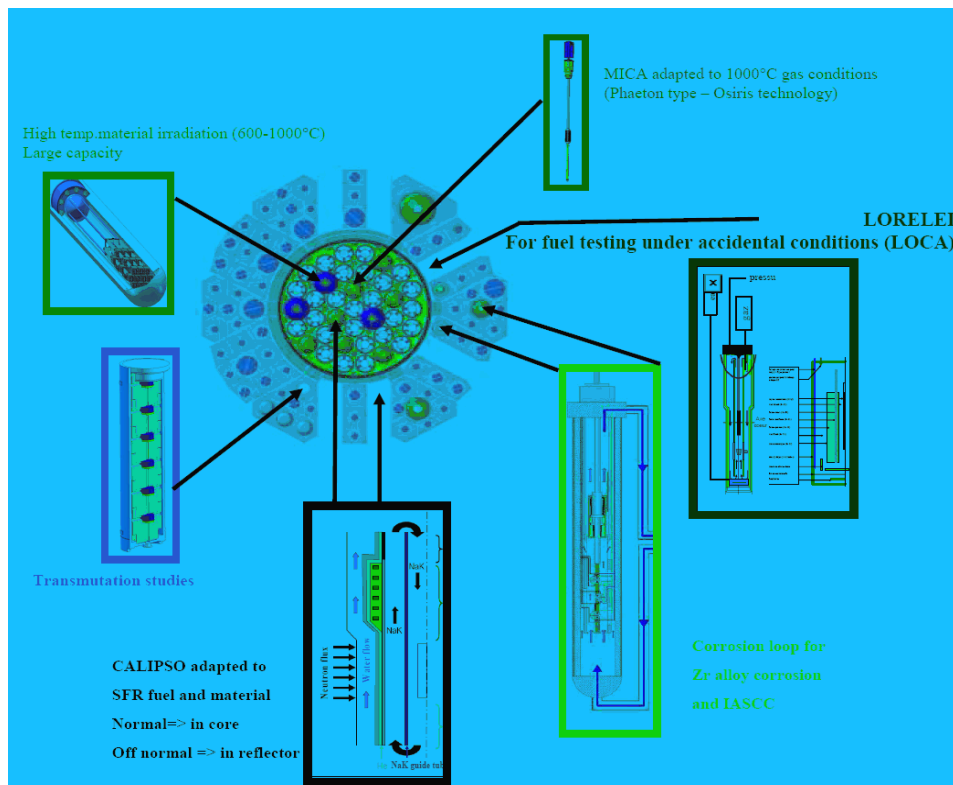 MICA adapted to 1000°C gas conditions
(Phaeton type – Osiris technology)
High temp.material irradiation (600-1000°C)
Large capacity
LORELEI
For fuel testing under accidental conditions (LOCA)
pressu
Transmutation studies
NaK
NaK
Neutron flux
Water flow
NaK guide tub
CALIPSO adapted to
SFR fuel and material
Normal=> in core
Off normal => in reflector
Corrosion loop for
Zr alloy corrosion
and IASCC